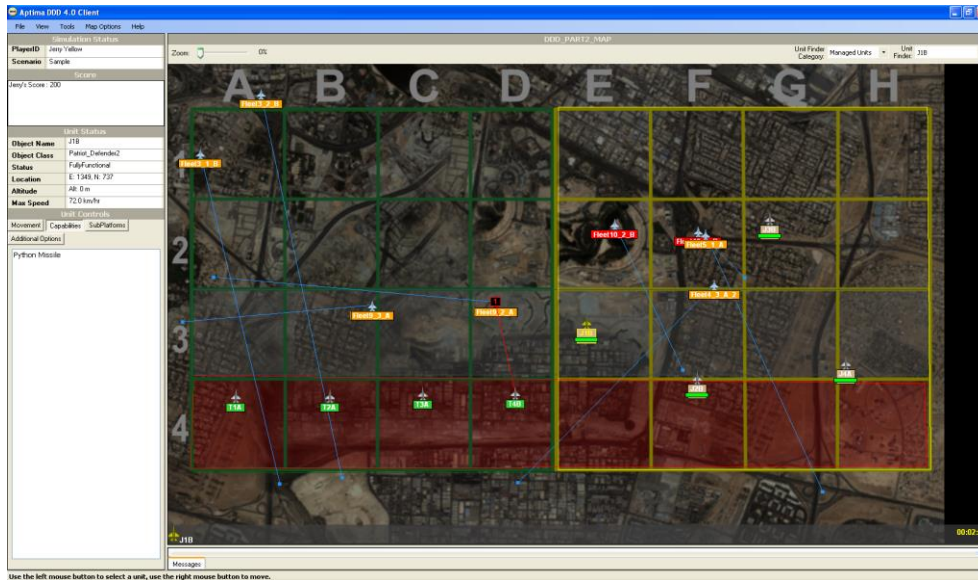 Aptima DDD 4.0 Client
File View Tools Map Options Help
Simulation Status
PlayerID Jerry Yellow
Scenario Sample
Score
Jerry's Score : 200
Unit Status
Object Name J1B
Object Class Patriot_Defender2
Status FullyFunctional
Location E: 1349, N: 737
Altitude Alt: 0 m
Max Speed 72.0 km/hr
Unit Controls
Movement Capabilities SubPlatforms
Additional Options
Python Missile
DDD_PART2_MAP
Zoom: 0%
Unit Finder Category: Managed Units
Unit Finder: J1B
A B C D E F G H
Fleet3_2_B
Fleet3_1_B
2
Fleet10_2_B
Fleet5_1_A
J3B
Fleet4_3_A_2
1
Fleet9_3_A
3
J4A
J2B
T1A T2A T3A T4B
4
J1B
00:02:
Messages
Use the left mouse button to select a unit, use the right mouse button to move.